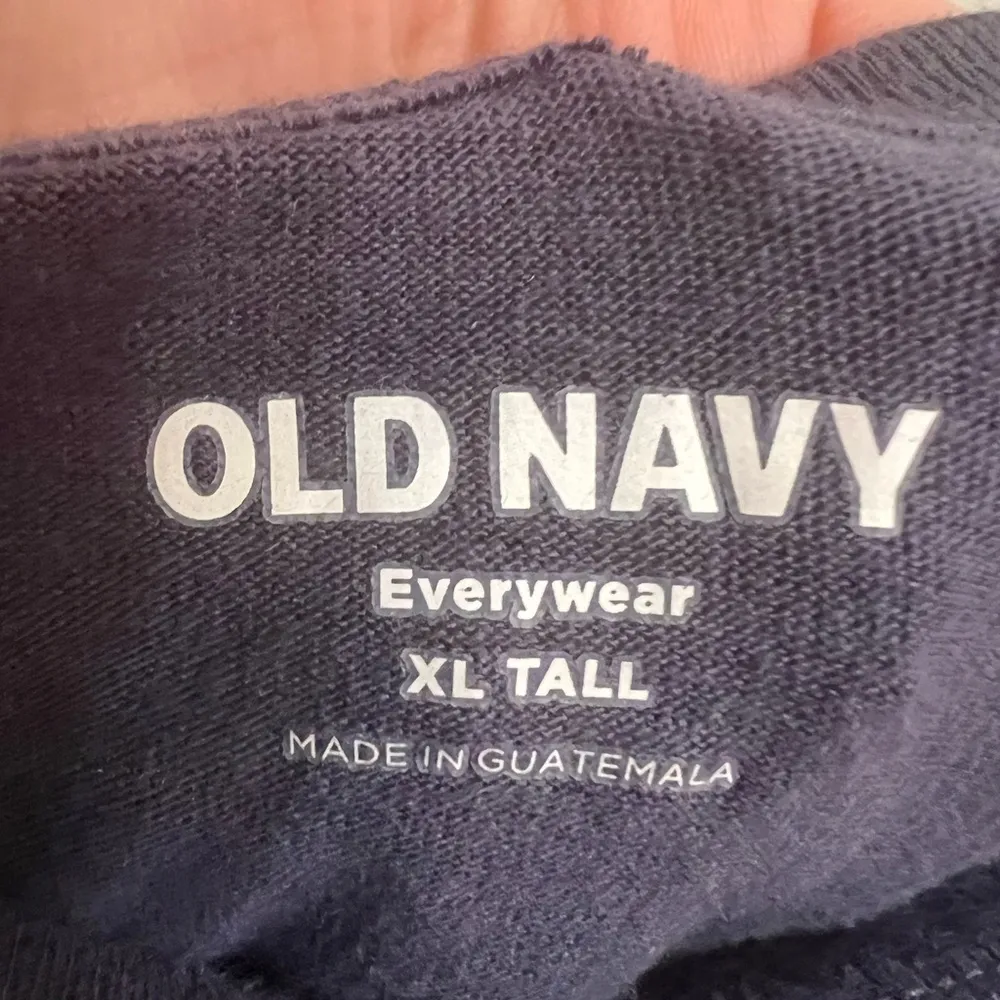 OLD NAVY
Everywear
XL TALL
MADE IN GUATEMALA